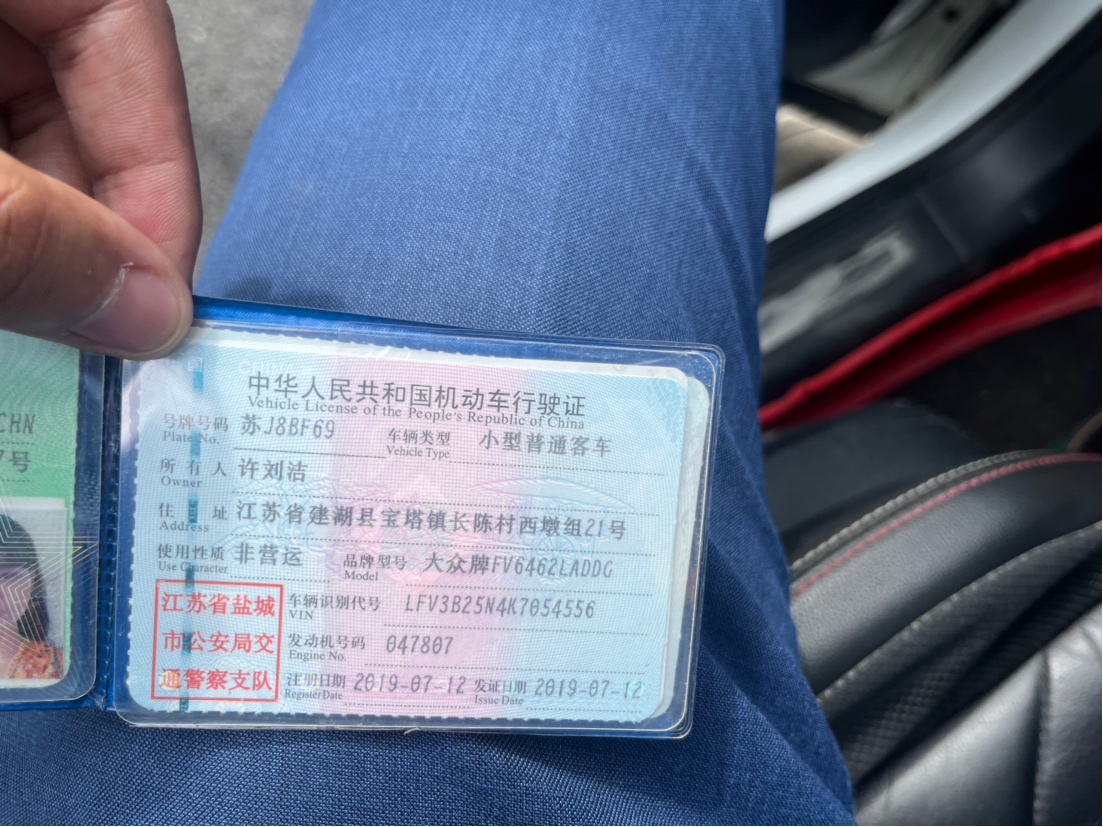 CHN
7号
中华人民共和国机动车行驶证
Vehicle License of the People's Republic of China
号牌号码 苏J8BF69 车辆类型 小型普通客车
Plate No. Vehicle Type
所有人 许刘洁
Owner
住址 江苏省建湖县宝塔镇长陈村西墩组21号
Address
使用性质 非营运 品牌型号 大众牌FV6462LADDG
Use Character Model
江苏省盐城 车辆识别代号 LFV3B25N4K7054556
VIN
市公安局交 发动机号码 047807
Engine No.
通警察支队 注册日期 2019-07-12 发证日期 2019-07-12
Register Date Issue Date